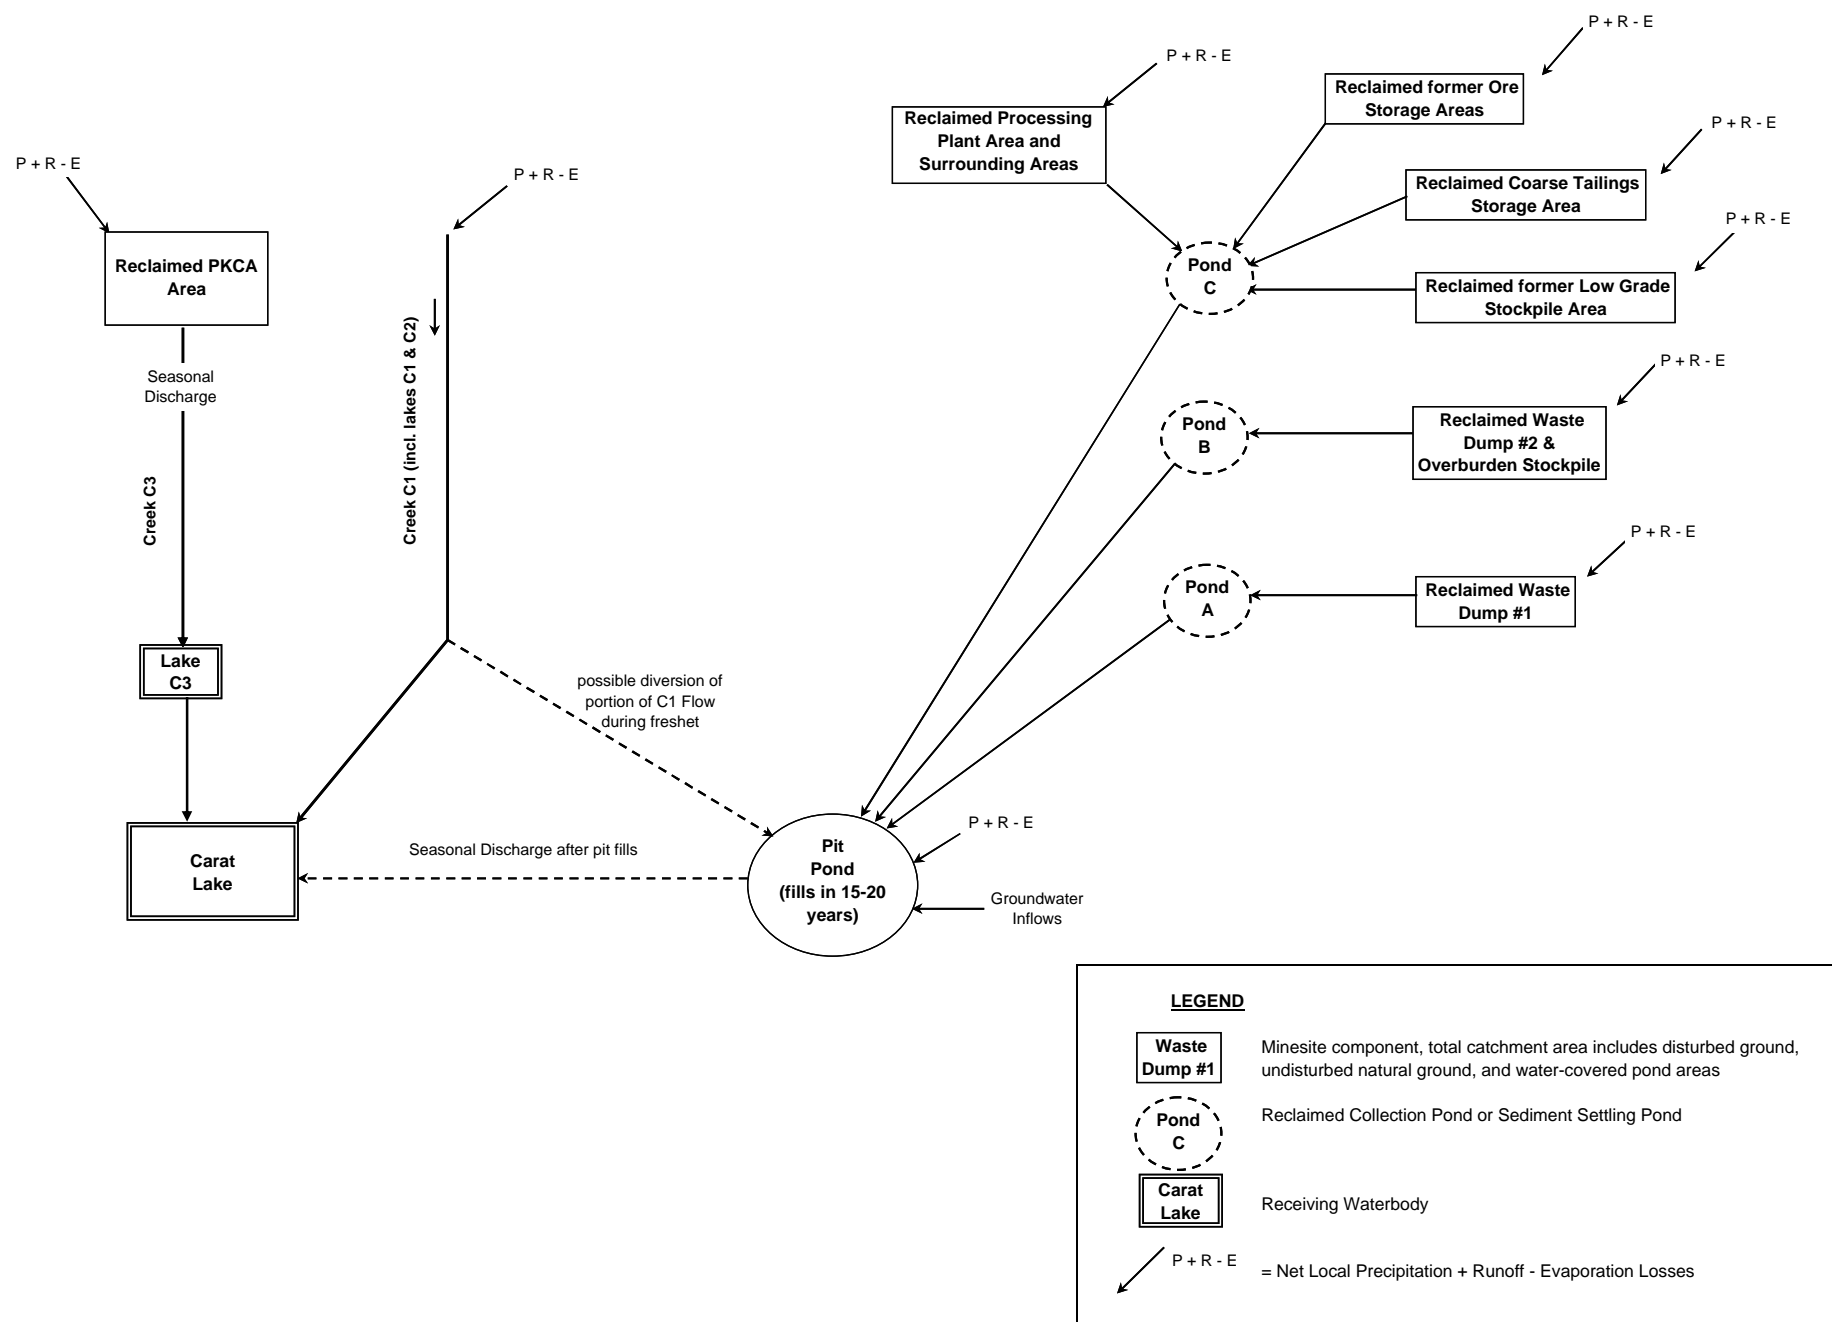 P + R - E
P + R - E
Reclaimed former Ore
Storage Areas
P + R - E
Reclaimed Processing
Plant Area and
Surrounding Areas
P + R - E
Reclaimed Coarse Tailings
Storage Area
P + R - E
P + R - E
P + R - E
Reclaimed PKCA
Area
Pond
C
Reclaimed former Low Grade
Stockpile Area
Seasonal
Discharge
Creek C3
Creek C1 (incl. lakes C1 & C2)
P + R - E
Pond
B
Reclaimed Waste
Dump #2 &
Overburden Stockpile
P + R - E
Pond
A
Reclaimed Waste
Dump #1
Lake
C3
possible diversion of
portion of C1 Flow
during freshet
Carat
Lake
Seasonal Discharge after pit fills
Pit
Pond
(fills in 15-20
years)
P + R - E
Groundwater
Inflows
LEGEND
Waste
Dump #1
Minesite component, total catchment area includes disturbed ground,
undisturbed natural ground, and water-covered pond areas
Pond
C
Reclaimed Collection Pond or Sediment Settling Pond
Carat
Lake
Receiving Waterbody
P + R - E
= Net Local Precipitation + Runoff - Evaporation Losses